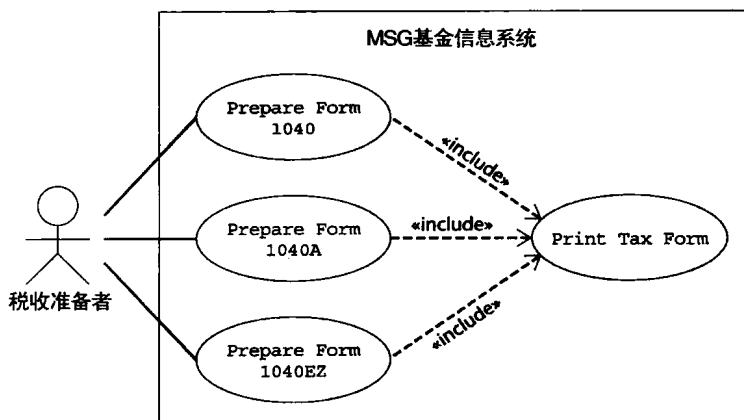 MSG基金信息系统
Prepare Form
1040
«include»
Prepare Form
1040A
«include»
Print Tax Form
税收准备者
Prepare Form
1040EZ
«include»